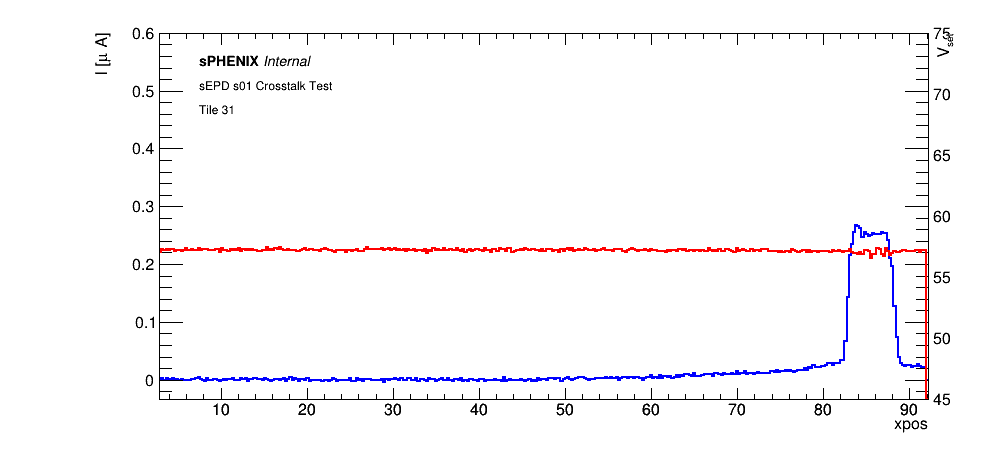 I [μ A]
0.6
0.5
0.4
0.3
0.2
0.1
0
sPHENIX Internal
sEPD s01 Crosstalk Test
Tile 31
75
70
65
60
55
50
45
Vset
10 20 30 40 50 60 70 80 90
xpos